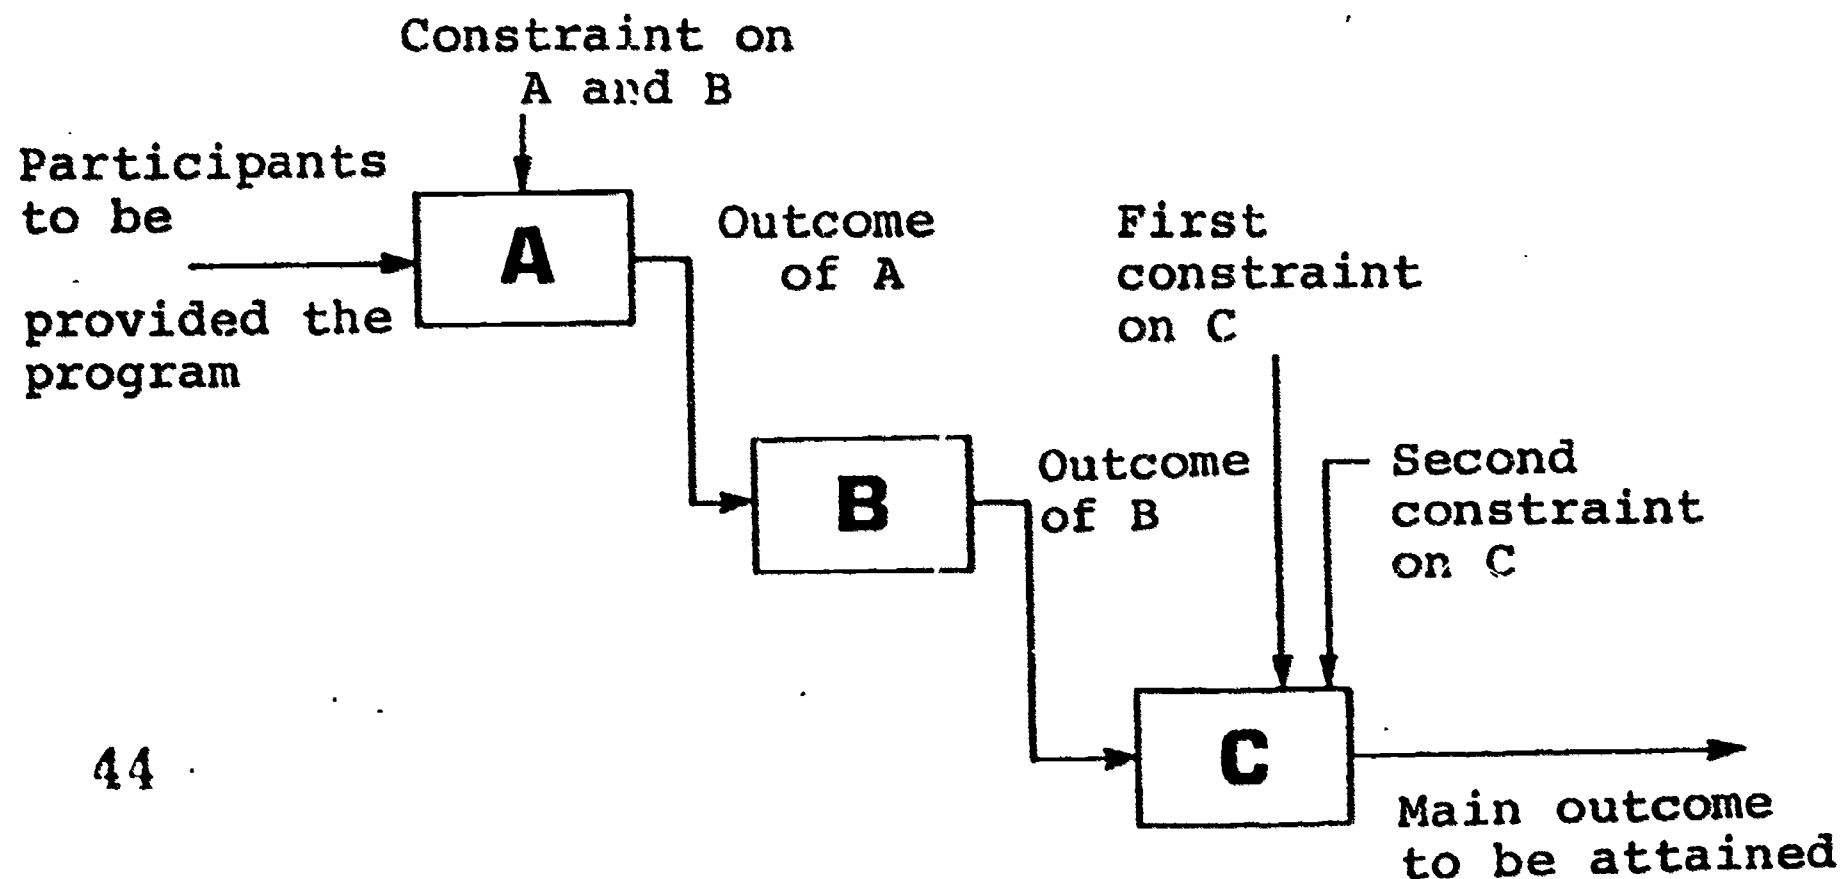 Constraint on
A and B
Participants
to be
provided the
program
A
Outcome
of A
First
constraint
on C
B
Outcome
of B
Second
constraint
on C
C
44
Main outcome
to be attained